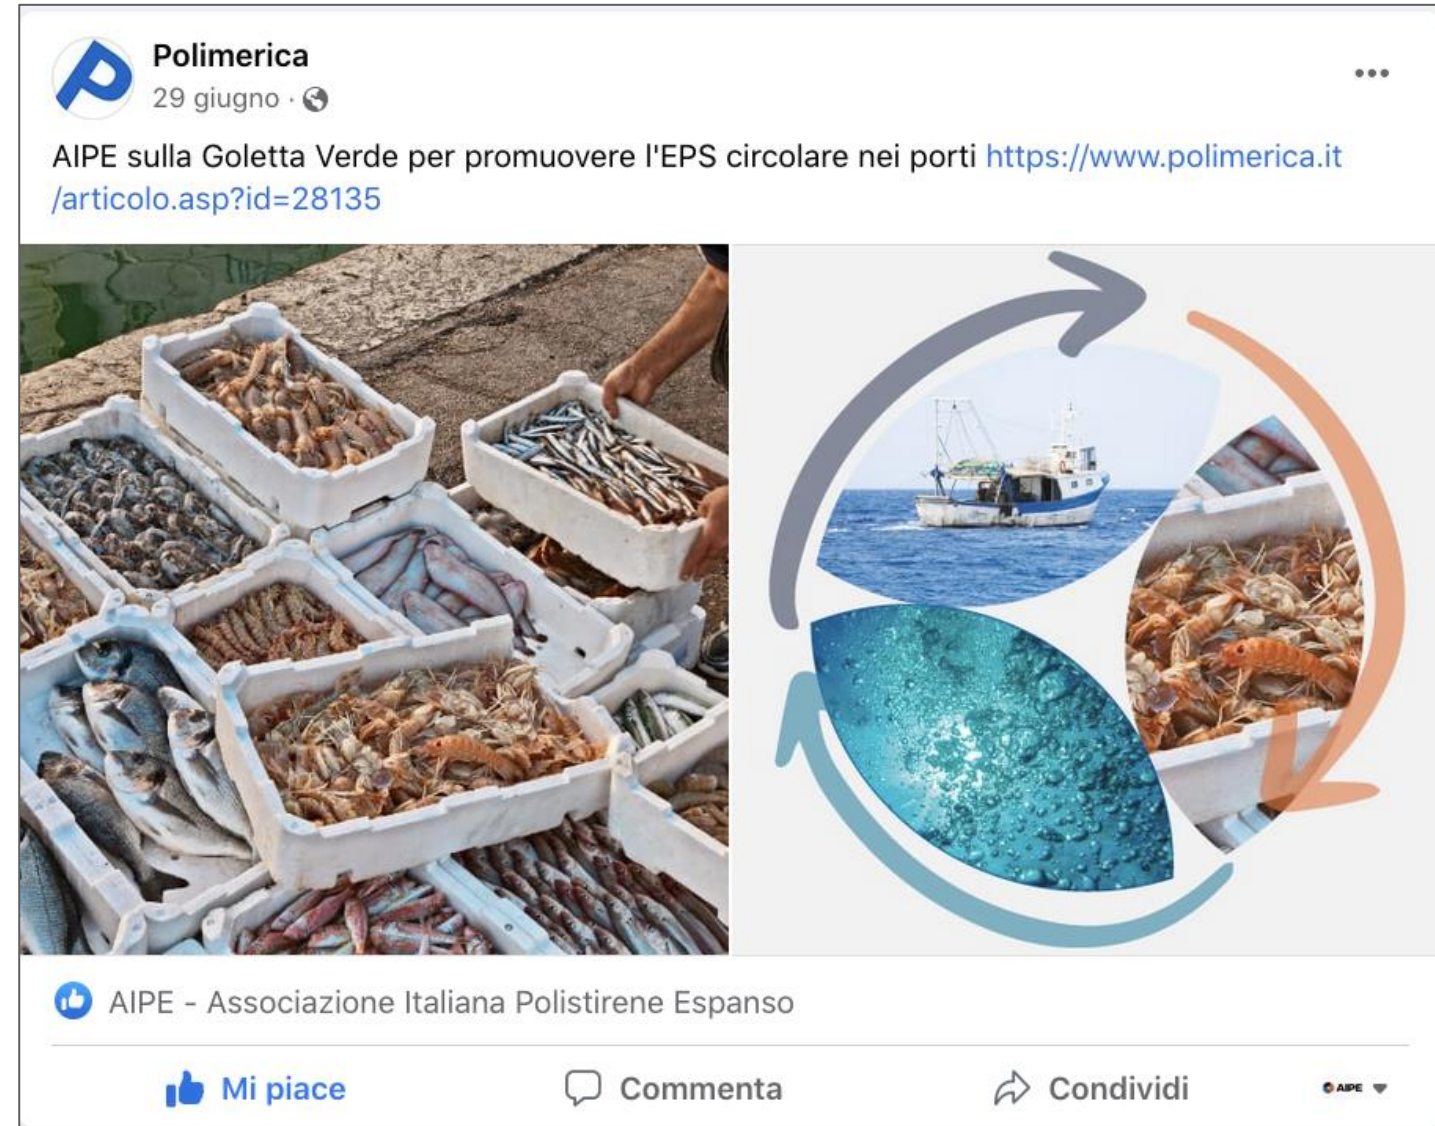 Polimerica
29 giugno ·
AIPE sulla Goletta Verde per promuovere l'EPS circolare nei porti https://www.polimerica.it
/articolo.asp?id=28135
AIPE - Associazione Italiana Polistirene Espanso
Mi piace
Commenta
Condividi
AIPE